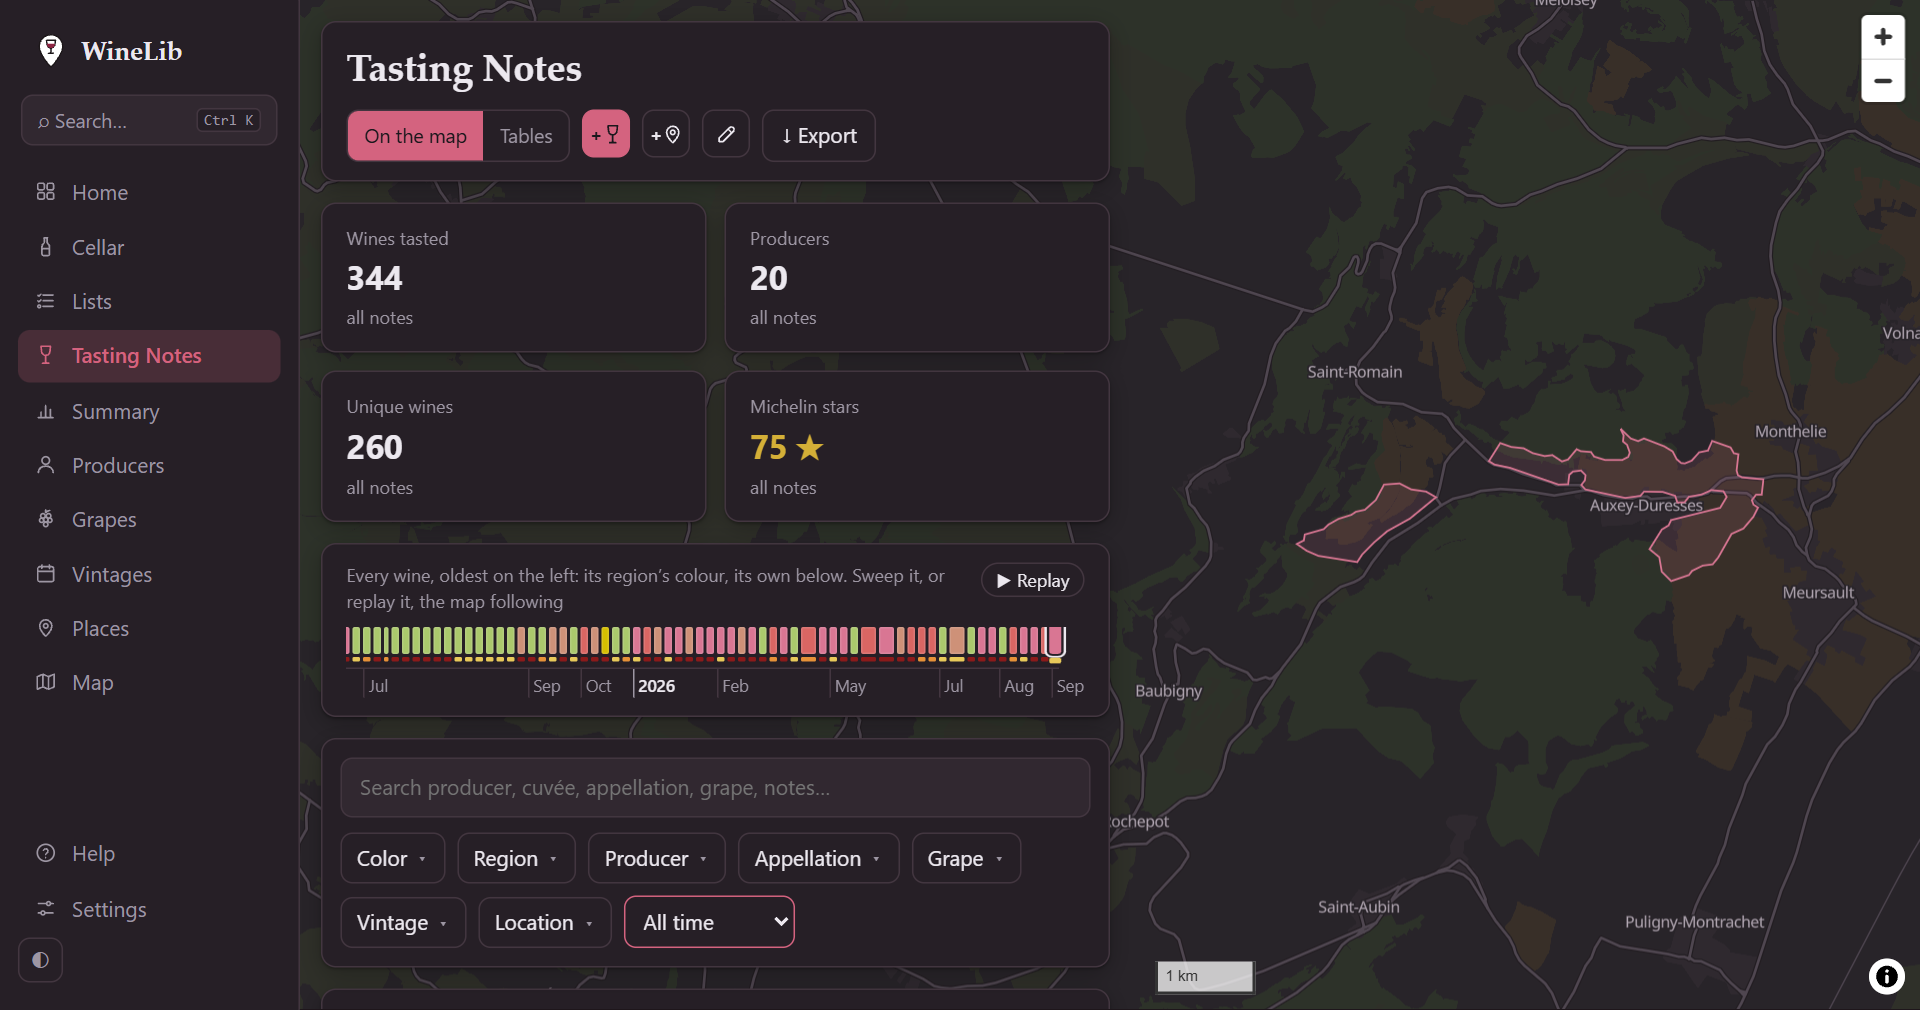 WineLib
Search...
Ctrl K
Home
Cellar
Lists
Tasting Notes
Summary
Producers
Grapes
Vintages
Places
Map
Help
Settings
Tasting Notes
On the map
Tables
+
+
↓ Export
Wines tasted
344
all notes
Producers
20
all notes
Unique wines
260
all notes
Michelin stars
75 ★
all notes
Every wine, oldest on the left: its region’s colour, its own below. Sweep it, or
replay it, the map following
▶ Replay
Jul
Sep
Oct
2026
Feb
May
Jul
Aug
Sep
Search producer, cuvée, appellation, grape, notes...
Color
Region
Producer
Appellation
Grape
Vintage
Location
All time
Meloisey
Saint-Romain
Volna
Monthelie
Auxey-Duresses
Meursault
Baubigny
ochepot
Saint-Aubin
Puligny-Montrachet
1 km
+
−